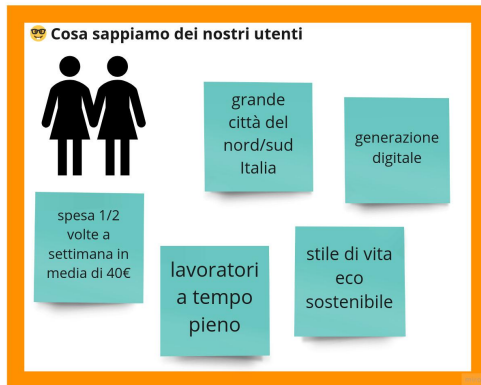 🤓 Cosa sappiamo dei nostri utenti
grande
città del
nord/sud
Italia
generazione
digitale
spesa 1/2
volte a
settimana in
media di 40€
lavoratori
a tempo
pieno
stile di vita
eco
sostenibile